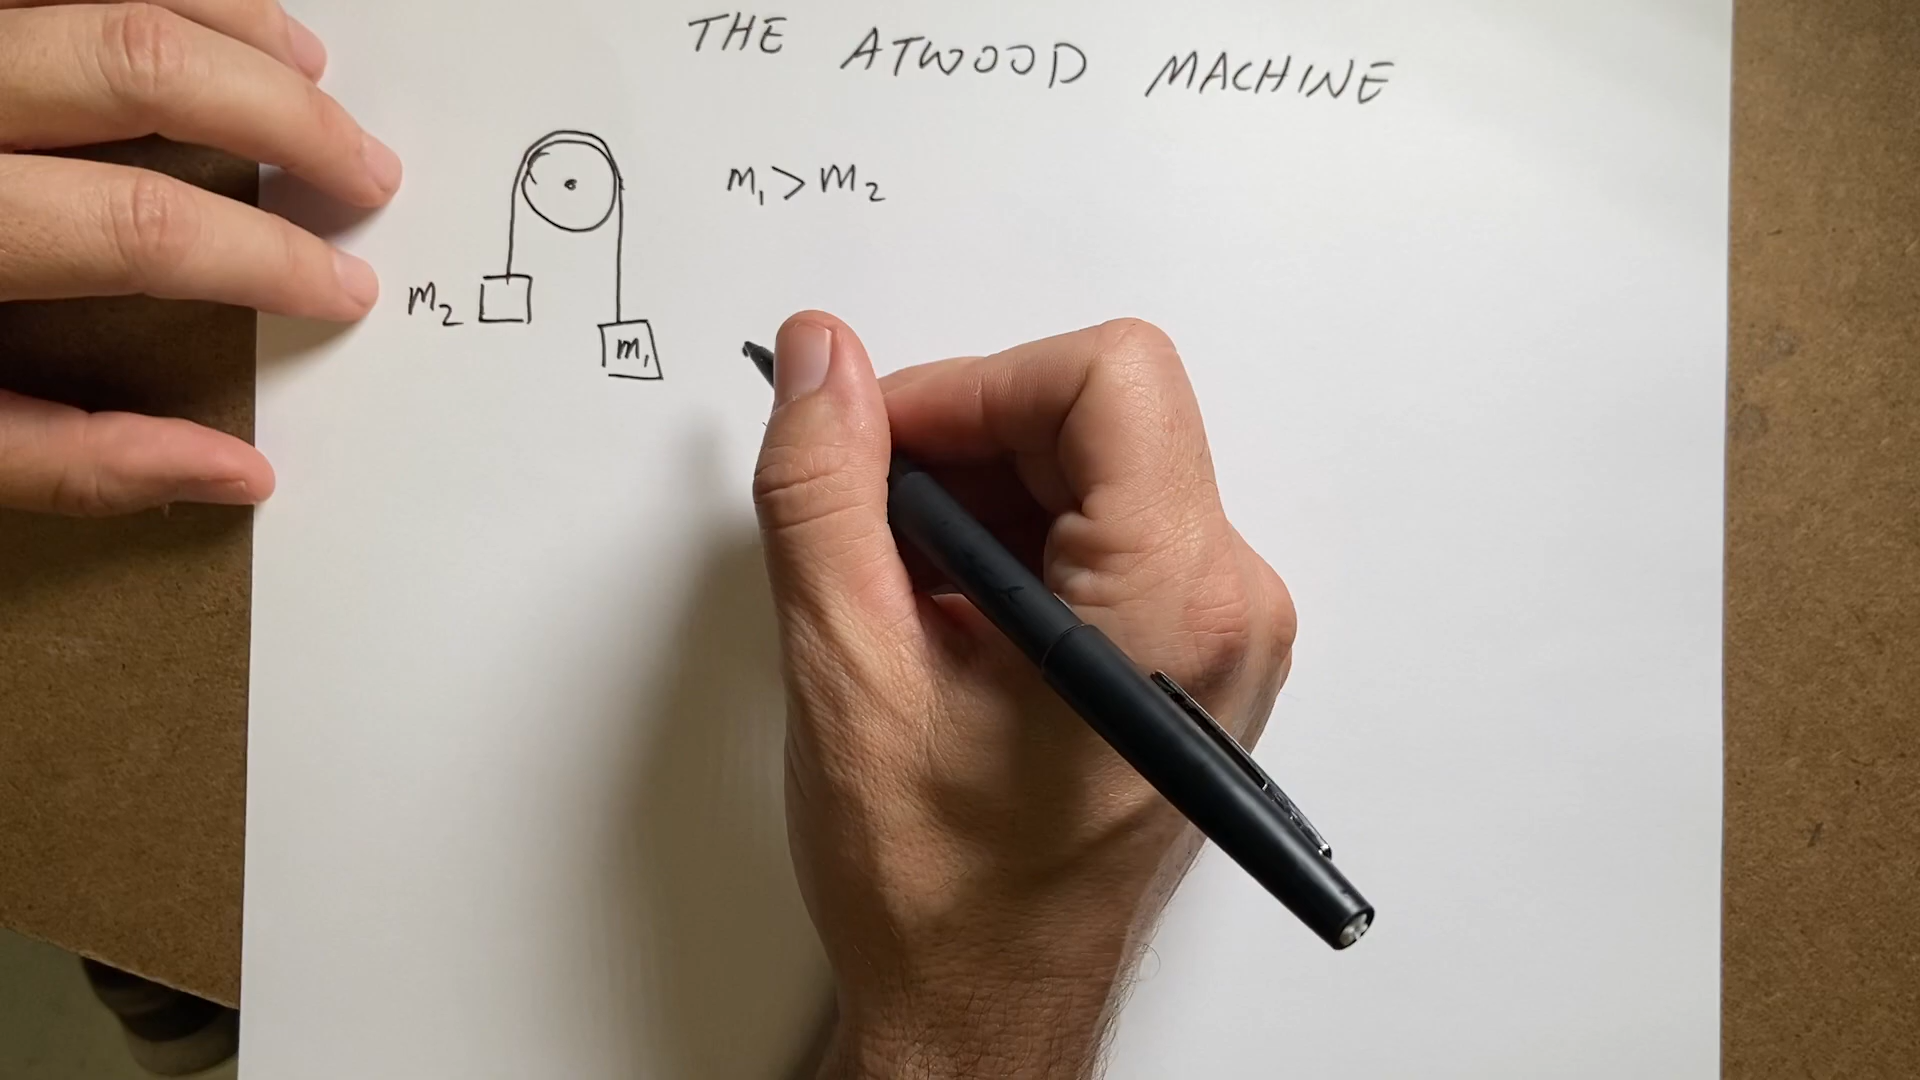 THE ATWOOD MACHINE
m₁ > m₂
m₂
m₁